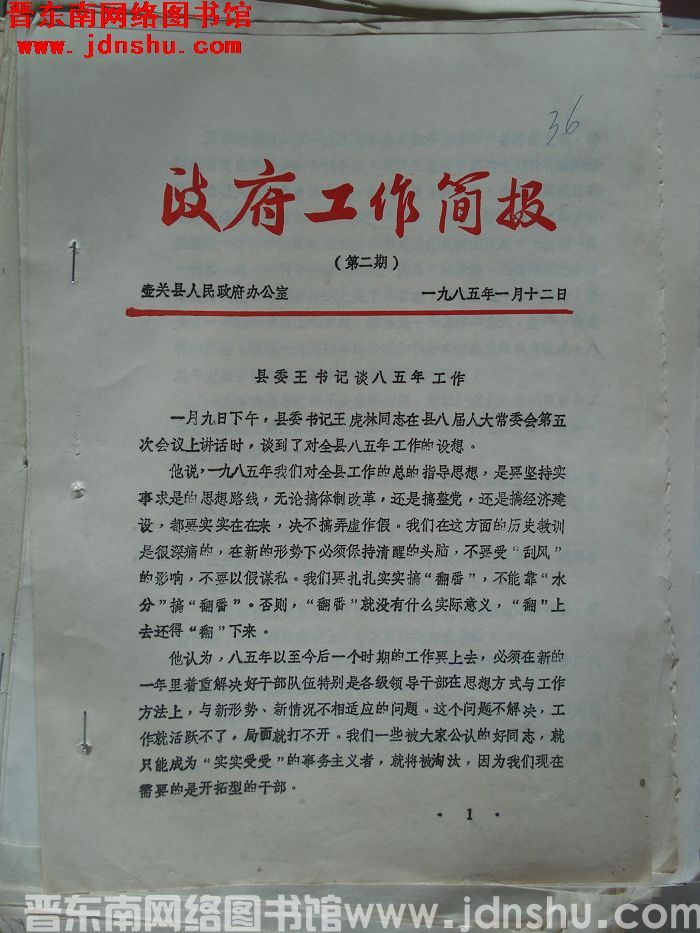 晋东南网络图书馆
www.jdnshu.com
36
政府工作简报
(第二期)
壶关县人民政府办公室 一九八五年一月十二日
县委王书记谈八五年工作
一月九日下午，县委书记王虎林同志在县八届人大常委会第五
次会议上讲话时，谈到了对全县八五年工作的设想。
他说，一九八五年我们对全县工作的总的指导思想，是要坚持实
事求是的思想路线，无论搞体制改革，还是搞整党，还是搞经济建
设，都要实实在在来，决不搞弄虚作假。我们在这方面的历史教训
是很深痛的，在新的形势下必须保持清醒的头脑，不要受“刮风”
的影响，不要以假谋私。我们要扎扎实实搞“翻番”，不能靠“水
分”搞“翻番”。否则，“翻番”就没有什么实际意义，“翻”上
去还得“翻”下来。
他认为，八五年以至今后一个时期的工作要上去，必须在新的
一年里着重解决好干部队伍特别是各级领导干部在思想方式与工作
方法上，与新形势、新情况不相适应的问题。这个问题不解决，工
作就活跃不了，局面就打不开。我们一些被大家公认的好同志，就
只能成为“实实受受”的事务主义者，就将被淘汰，因为我们现在
需要的是开拓型的干部。
· 1 ·
晋东南网络图书馆www.jdnshu.com